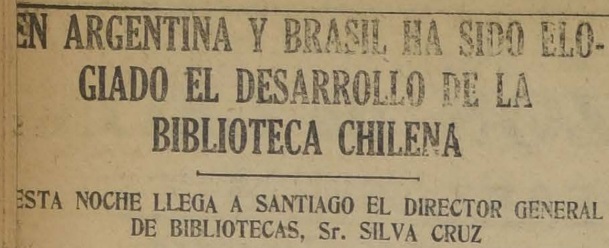 EN ARGENTINA Y BRASIL HA SIDO ELO-
GIADO EL DESARROLLO DE LA
BIBLIOTECA CHILENA
ESTA NOCHE LLEGA A SANTIAGO EL DIRECTOR GENERAL
DE BIBLIOTECAS, Sr. SILVA CRUZ